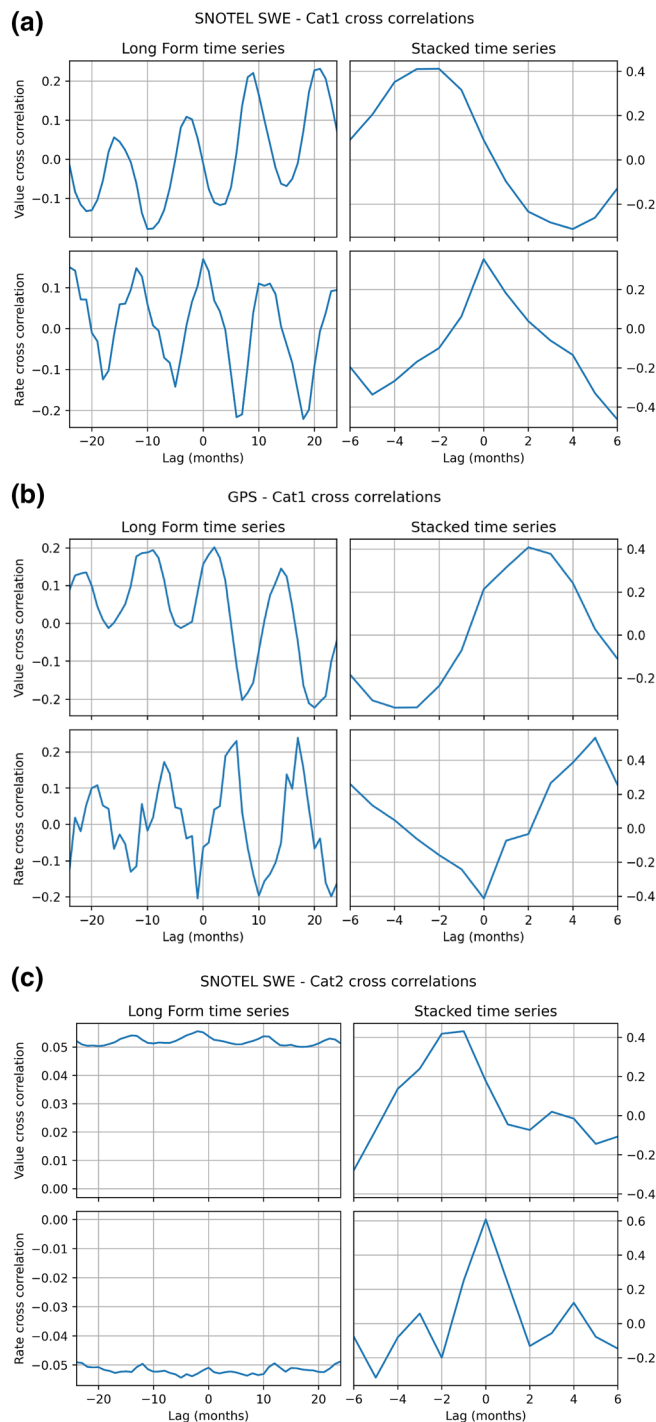 (a)
SNOTEL SWE - Cat1 cross correlations
Long Form time series
Stacked time series
Value cross correlation
0.2
0.1
0.0
−0.1
0.4
0.2
0.0
−0.2
Rate cross correlation
0.1
0.0
−0.1
−0.2
0.2
0.0
−0.2
−0.4
−20 −10 0 10 20
−6 −4 −2 0 2 4 6
Lag (months)
Lag (months)
(b)
GPS - Cat1 cross correlations
Long Form time series
Stacked time series
Value cross correlation
0.2
0.1
0.0
−0.1
−0.2
0.4
0.2
0.0
−0.2
Rate cross correlation
0.2
0.1
0.0
−0.1
−0.2
0.4
0.2
0.0
−0.2
−0.4
−20 −10 0 10 20
−6 −4 −2 0 2 4 6
Lag (months)
Lag (months)
(c)
SNOTEL SWE - Cat2 cross correlations
Long Form time series
Stacked time series
Value cross correlation
0.05
0.04
0.03
0.02
0.01
0.00
0.4
0.2
0.0
−0.2
−0.4
Rate cross correlation
0.00
−0.01
−0.02
−0.03
−0.04
−0.05
0.6
0.4
0.2
0.0
−0.2
−20 −10 0 10 20
−6 −4 −2 0 2 4 6
Lag (months)
Lag (months)